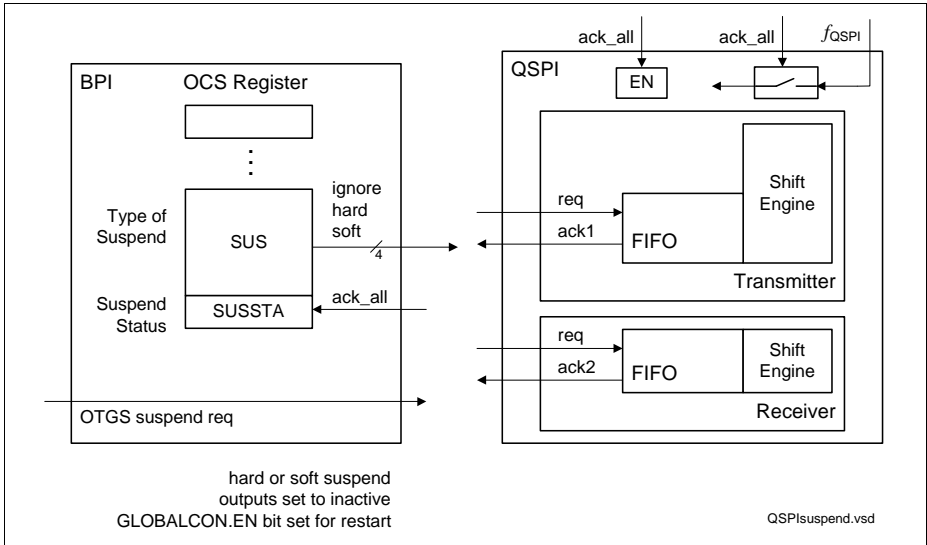 BPI
OCS Register
Type of
Suspend
SUS
ignore
hard
soft
4
Suspend
Status
SUSSTA
ack_all
OTGS suspend req
hard or soft suspend
outputs set to inactive
GLOBALCON.EN bit set for restart
ack_all
ack_all
fQSPI
QSPI
EN
req
ack1
FIFO
Shift
Engine
Transmitter
req
ack2
FIFO
Shift
Engine
Receiver
QSPIsuspend.vsd